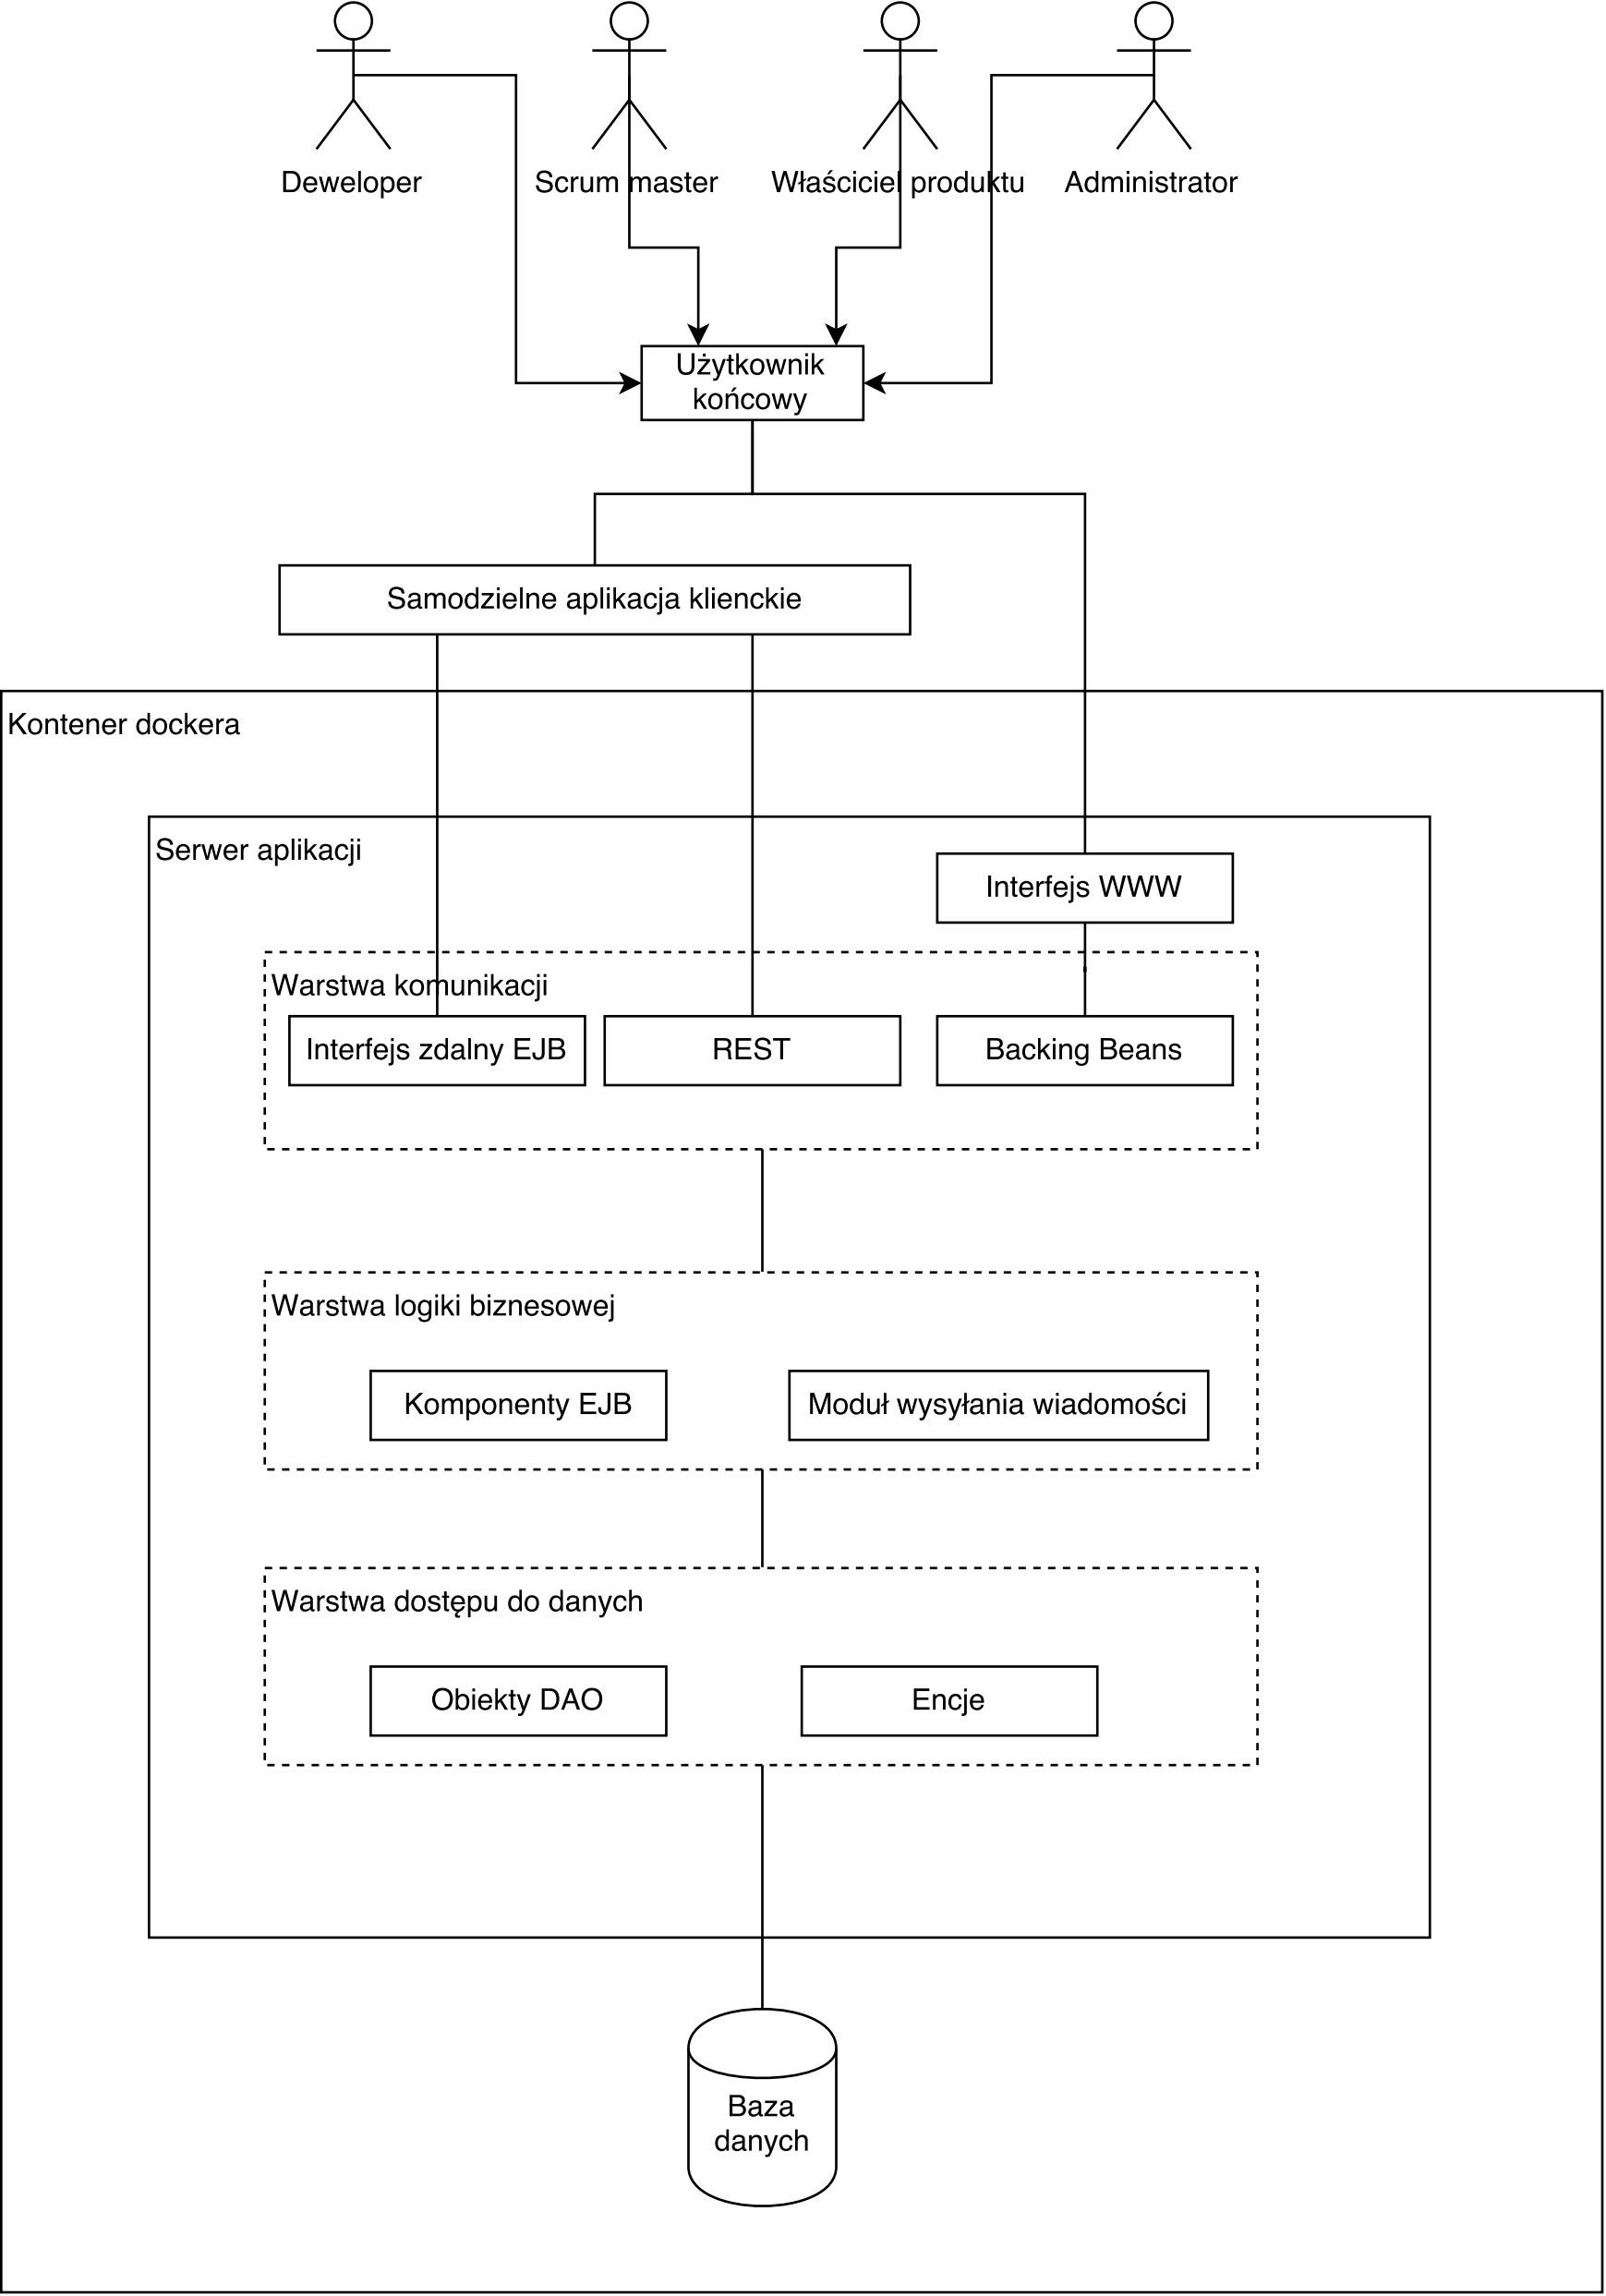 Deweloper
Scrum master
Właściciel produktu
Administrator
Użytkownik
końcowy
Samodzielne aplikacja klienckie
Kontener dockera
Serwer aplikacji
Interfejs WWW
Warstwa komunikacji
Interfejs zdalny EJB
REST
Backing Beans
Warstwa logiki biznesowej
Komponenty EJB
Moduł wysyłania wiadomości
Warstwa dostępu do danych
Obiekty DAO
Encje
Baza
danych